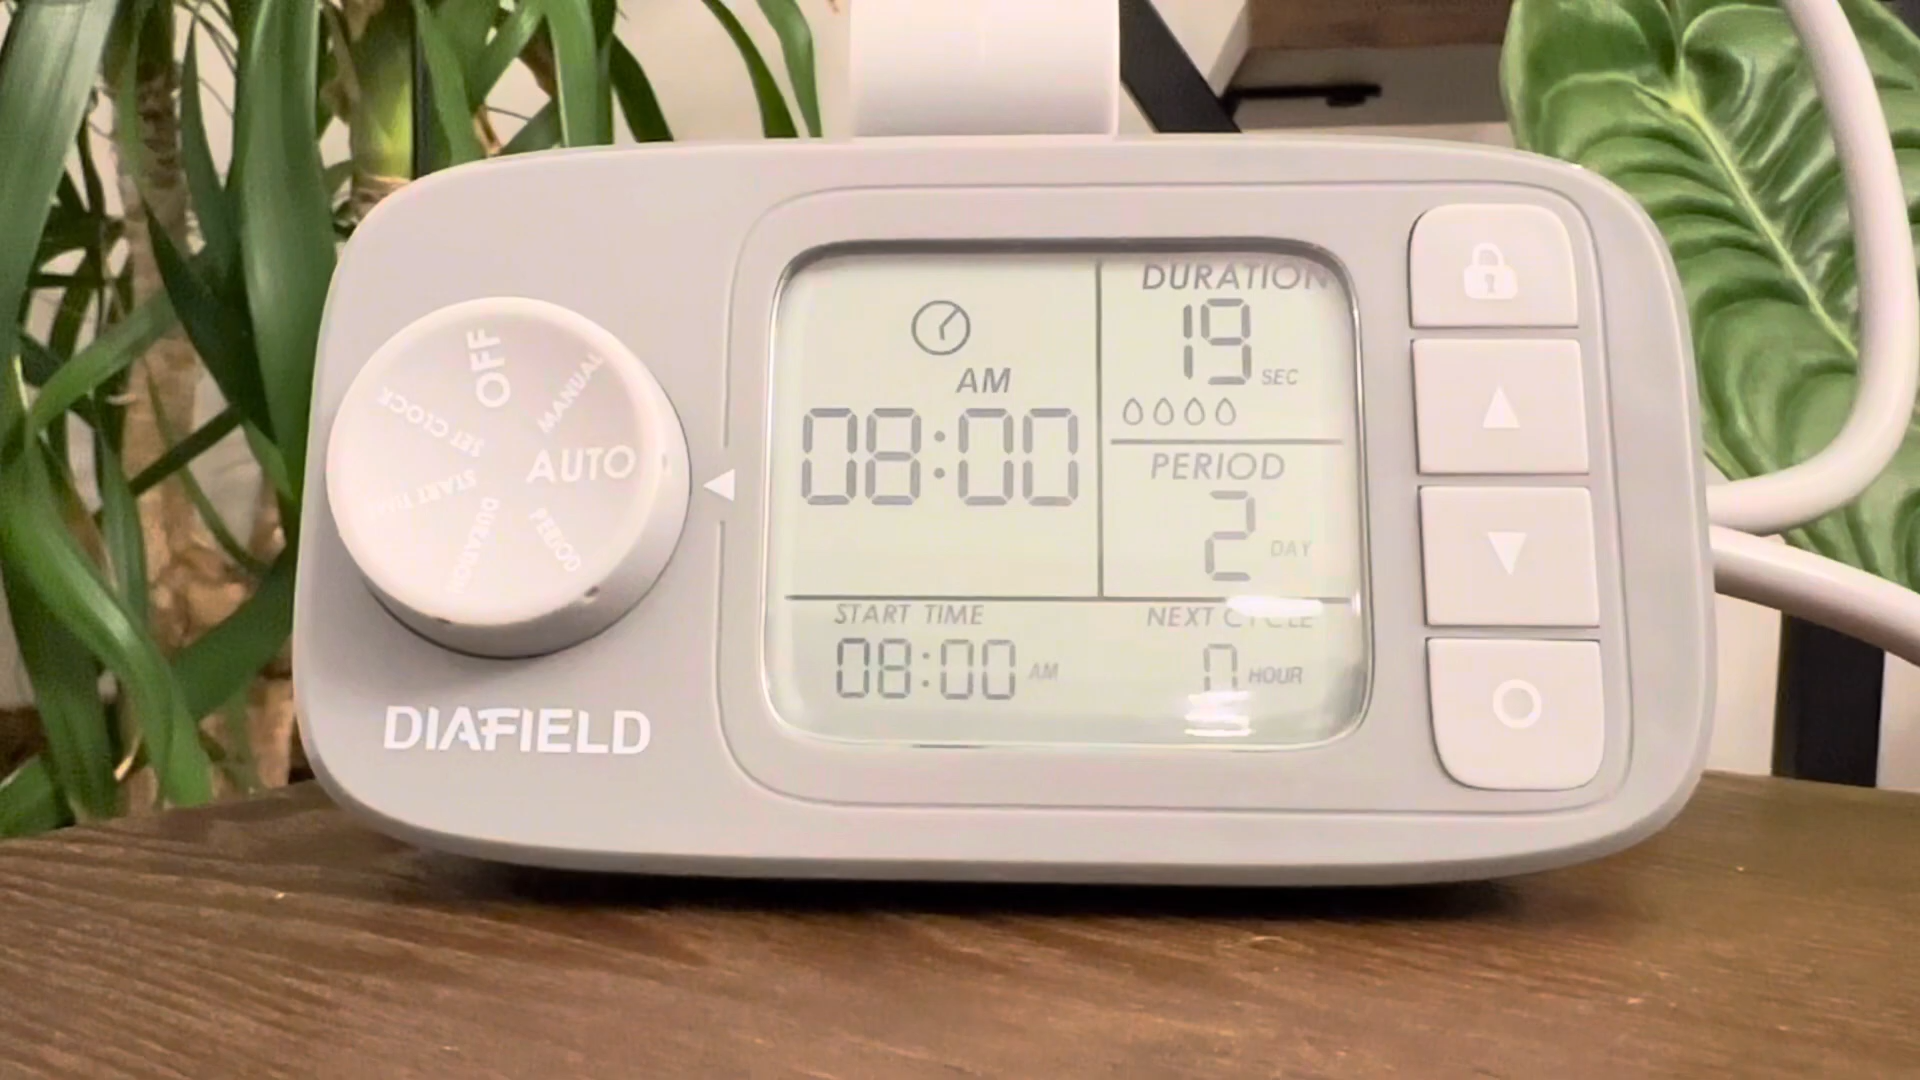 OFF
MANUAL
AUTO
PERIOD
DURATION
START TIME
SET CLOCK
DIAFIELD
AM
08:00
DURATION
19 SEC
PERIOD
2 DAY
START TIME
08:00 AM
NEXT CYCLE
0 HOUR